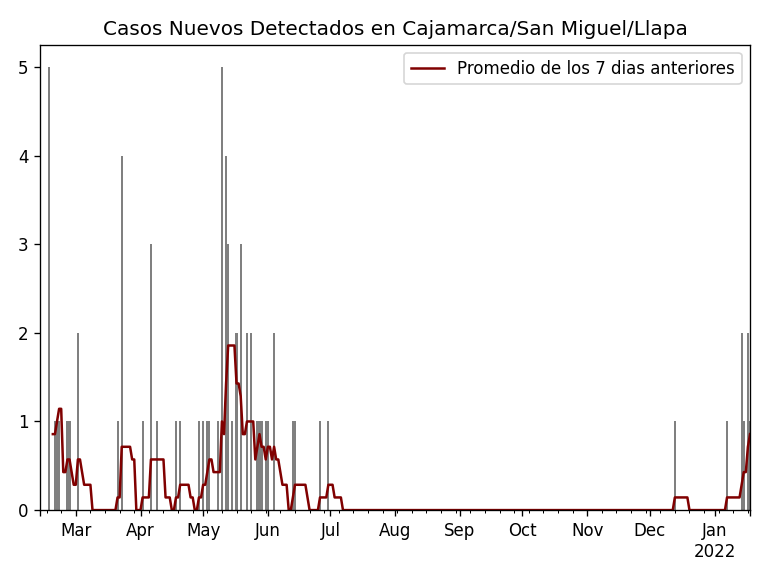 Casos Nuevos Detectados en Cajamarca/San Miguel/Llapa
Promedio de los 7 dias anteriores
5
4
3
2
1
0
Mar Apr May Jun Jul Aug Sep Oct Nov Dec Jan
2022